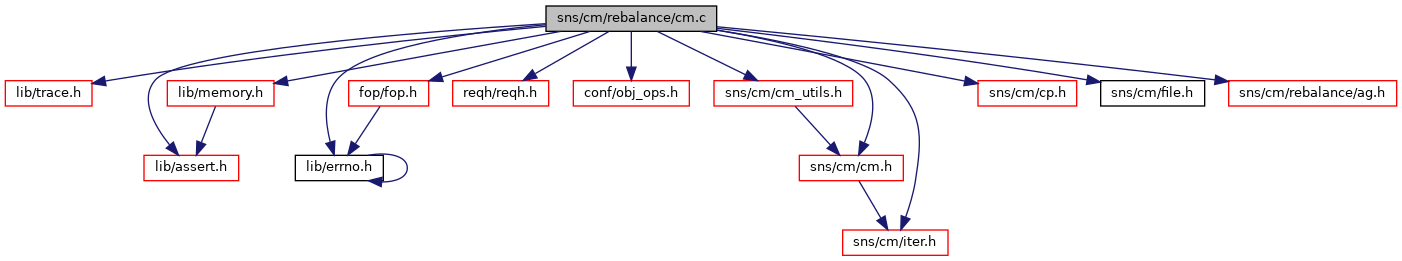 sns/cm/rebalance/cm.c
lib/trace.h
lib/memory.h
fop/fop.h
reqh/reqh.h
conf/obj_ops.h
sns/cm/cm_utils.h
sns/cm/cp.h
sns/cm/file.h
sns/cm/rebalance/ag.h
lib/assert.h
lib/errno.h
sns/cm/cm.h
sns/cm/iter.h